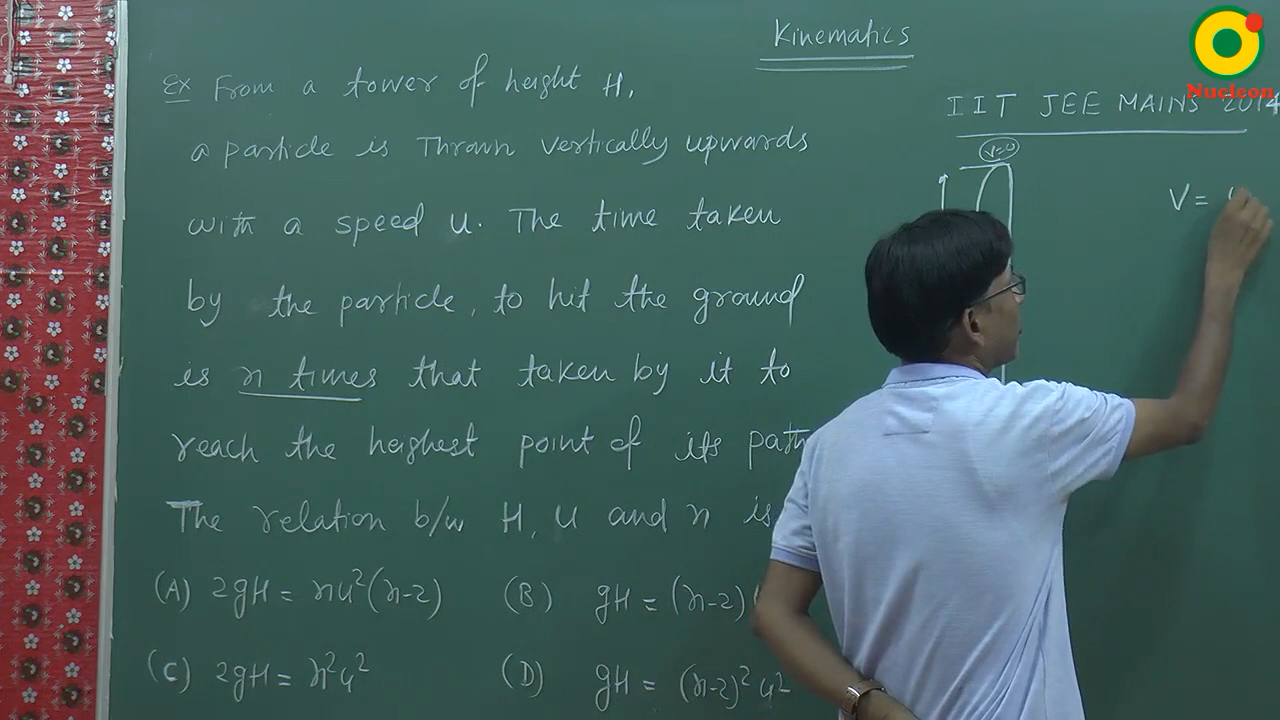 Kinematics
Nucleon
IIT JEE MAINS 2014
Ex From a tower of height H,
a particle is Thrown vertically upwards
with a speed u. The time taken
by the particle, to hit the ground
is n times that taken by it to
reach the heighest point of its path
The relation b/w H, u and n is
(A) 2gH = nu²(n-2)
(B) gH = (n-2)
(C) 2gH = n²u²
(D) gH = (n-2)²u²
v=0
V =